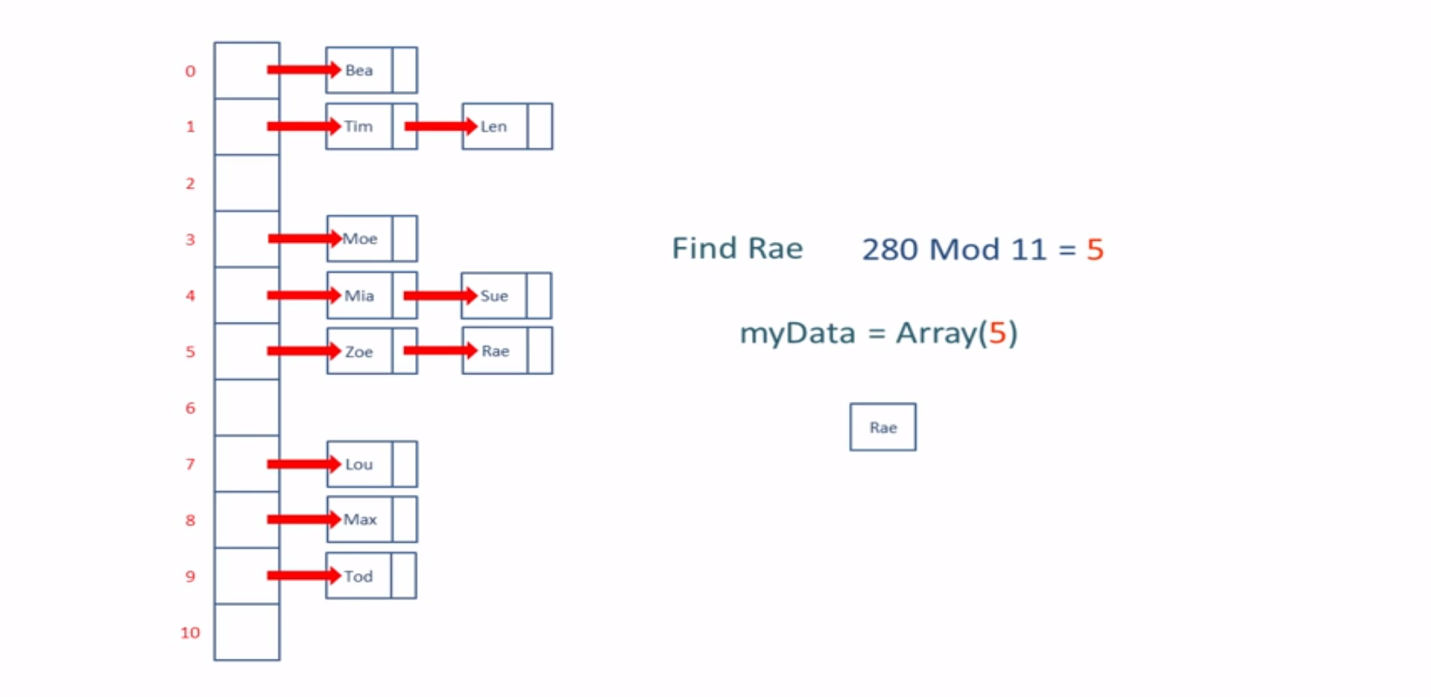 0 Bea
1 Tim Len
2
3 Moe
Find Rae 280 Mod 11 = 5
4 Mia Sue
myData = Array(5)
5 Zoe Rae
6
Rae
7 Lou
8 Max
9 Tod
10